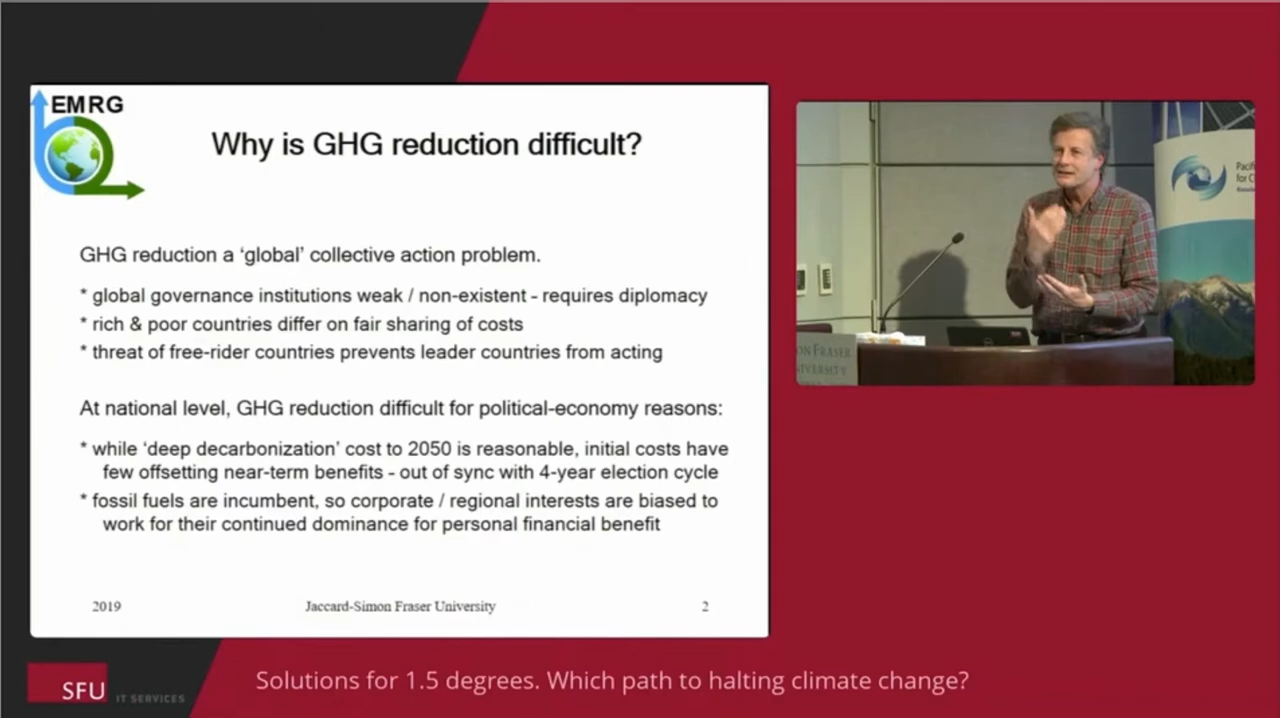 EMRG
Why is GHG reduction difficult?
GHG reduction a ‘global’ collective action problem.
* global governance institutions weak / non-existent - requires diplomacy
* rich & poor countries differ on fair sharing of costs
* threat of free-rider countries prevents leader countries from acting
At national level, GHG reduction difficult for political-economy reasons:
* while ‘deep decarbonization’ cost to 2050 is reasonable, initial costs have
few offsetting near-term benefits - out of sync with 4-year election cycle
* fossil fuels are incumbent, so corporate / regional interests are biased to
work for their continued dominance for personal financial benefit
2019
Jaccard-Simon Fraser University
2
Pacif
for C
ON FRASER
IVERSITY
SFU
IT SERVICES
Solutions for 1.5 degrees. Which path to halting climate change?